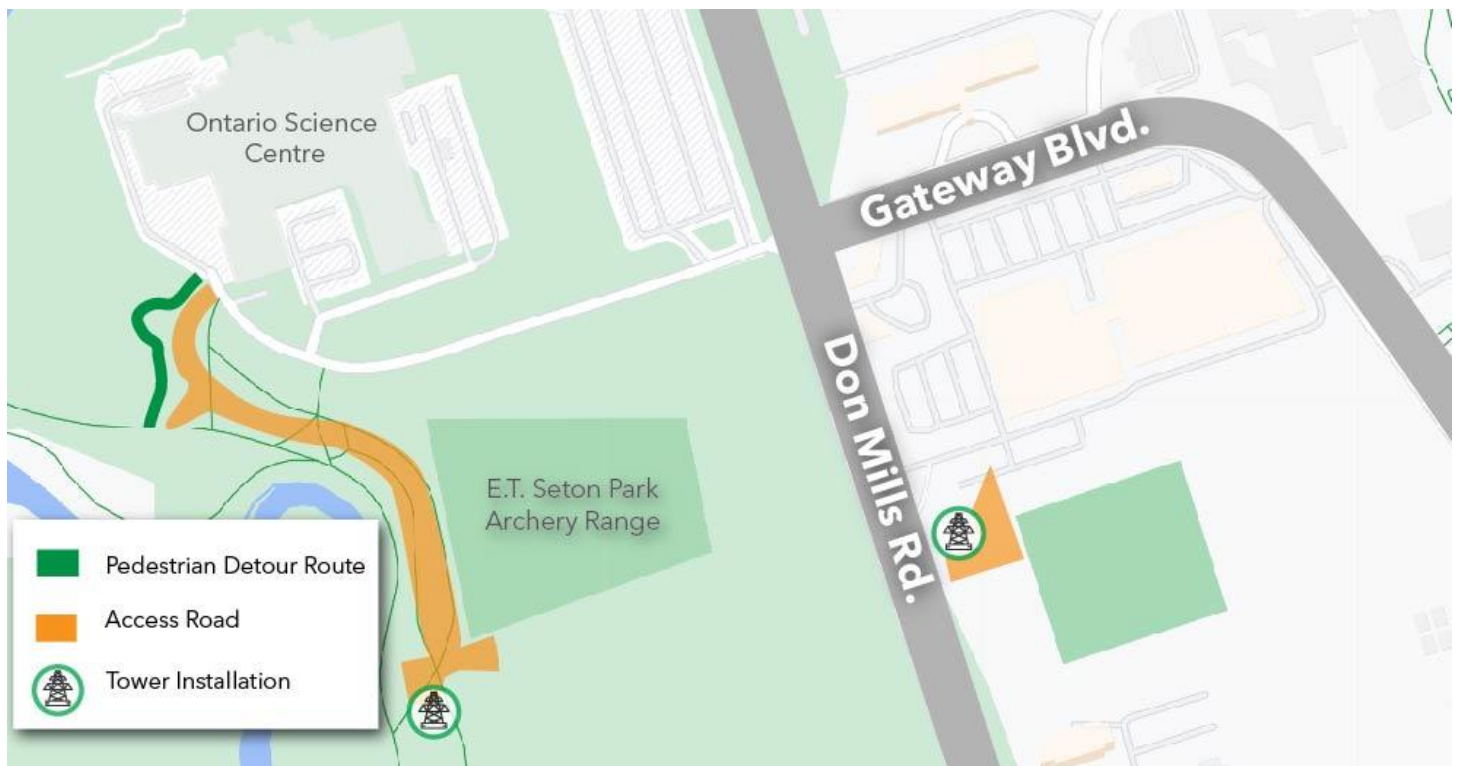 Ontario Science
Centre
Gateway Blvd.
Don Mills Rd.
E.T. Seton Park
Archery Range
Pedestrian Detour Route
Access Road
Tower Installation